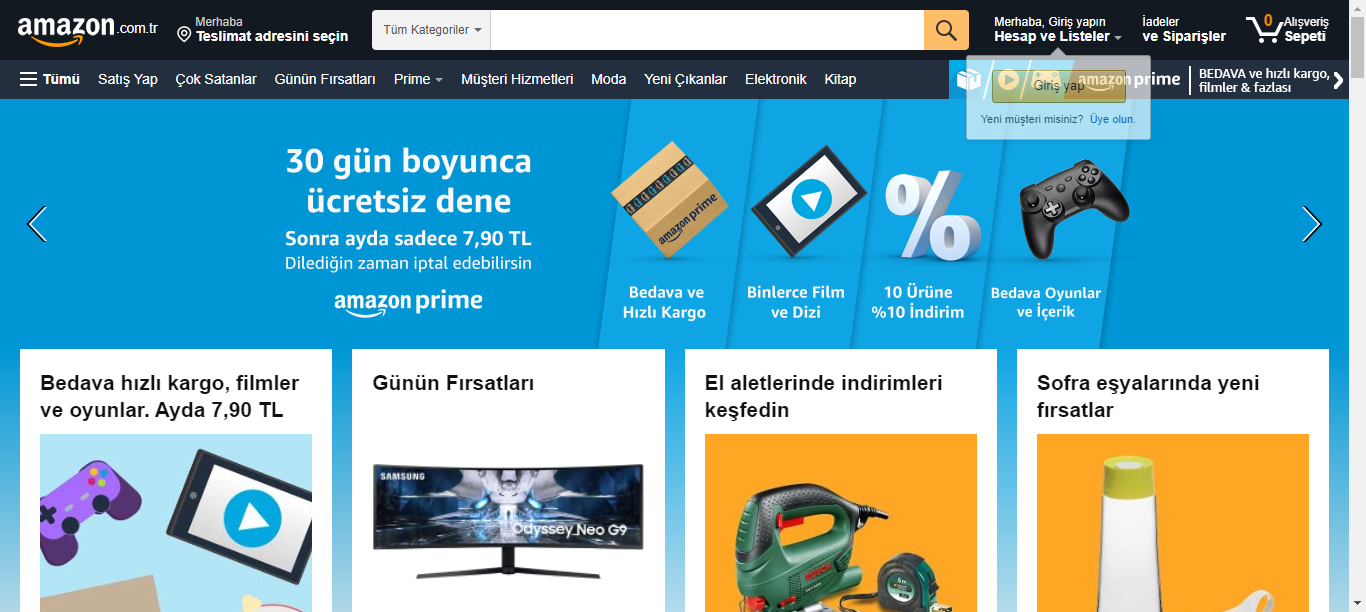 amazon.com.tr
Merhaba
Teslimat adresini seçin
Tüm Kategoriler
Merhaba, Giriş yapın
Hesap ve Listeler
İadeler
ve Siparişler
0
Alışveriş
Sepeti
Tümü
Satış Yap
Çok Satanlar
Günün Fırsatları
Prime
Müşteri Hizmetleri
Moda
Yeni Çıkanlar
Elektronik
Kitap
amazon prime
BEDAVA ve hızlı kargo,
filmler & fazlası
Giriş yap
Yeni müşteri misiniz? Üye olun.
30 gün boyunca
ücretsiz dene
Sonra ayda sadece 7,90 TL
Dilediğin zaman iptal edebilirsin
amazon prime
amazon prime
Bedava ve
Hızlı Kargo
Binlerce Film
ve Dizi
%
10 Ürüne
%10 İndirim
Bedava Oyunlar
ve İçerik
Bedava hızlı kargo, filmler
ve oyunlar. Ayda 7,90 TL
Günün Fırsatları
SAMSUNG
Odyssey Neo G9
El aletlerinde indirimleri
keşfedin
BOSCH
5m
Sofra eşyalarında yeni
fırsatlar